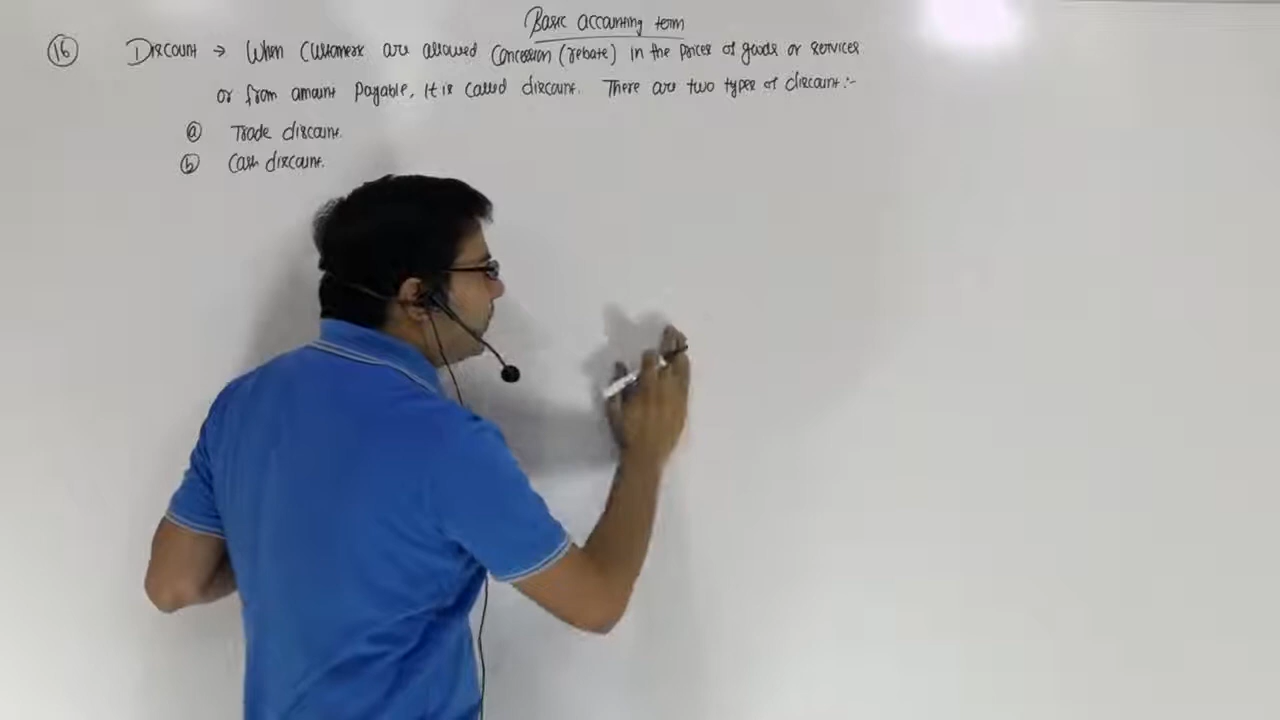 Basic accounting term
16 Discount → When Customers are allowed Concession (rebate) in the prices of goods or services
or from amount payable, It is called discount. There are two types of discount:-
a Trade discount.
b Cash discount.